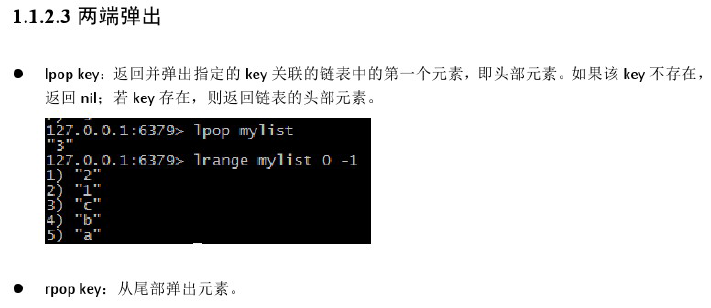 1.1.2.3 两端弹出
● lpop key：返回并弹出指定的 key 关联的链表中的第一个元素，即头部元素。如果该 key 不存在，
返回 nil；若 key 存在，则返回链表的头部元素。
127.0.0.1:6379> lpop mylist
"3"
127.0.0.1:6379> lrange mylist 0 -1
1) "2"
2) "1"
3) "c"
4) "b"
5) "a"
● rpop key：从尾部弹出元素。